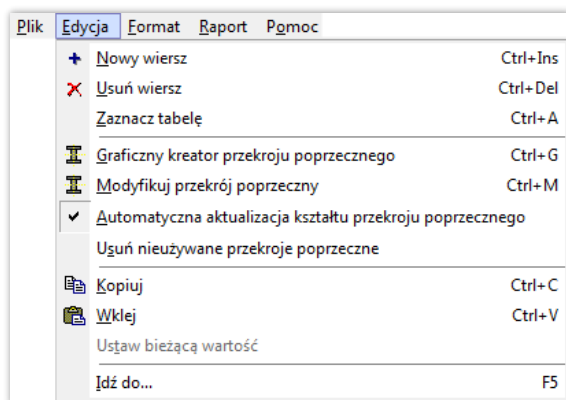 Plik Edycja Format Raport Pomoc
Nowy wiersz Ctrl+Ins
Usuń wiersz Ctrl+Del
Zaznacz tabelę Ctrl+A
Graficzny kreator przekroju poprzecznego Ctrl+G
Modyfikuj przekrój poprzeczny Ctrl+M
Automatyczna aktualizacja kształtu przekroju poprzecznego
Usuń nieużywane przekroje poprzeczne
Kopiuj Ctrl+C
Wklej Ctrl+V
Ustaw bieżącą wartość
Idź do... F5